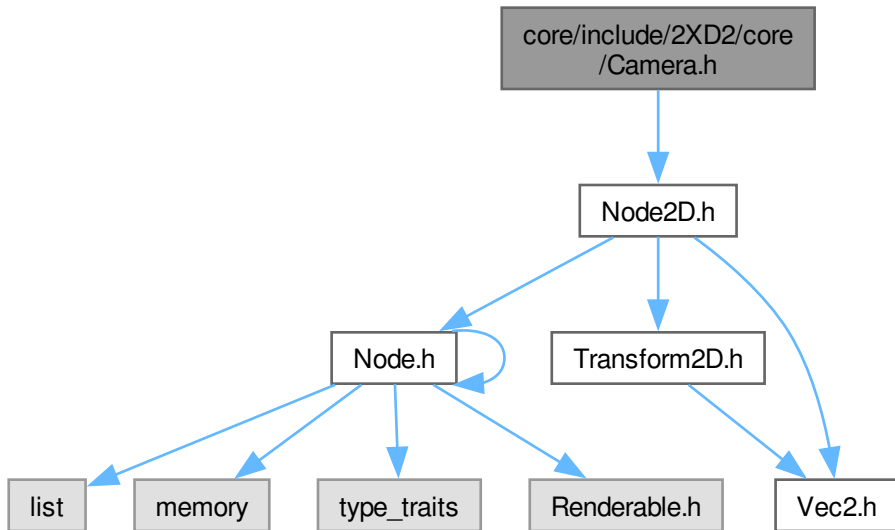 core/include/2XD2/core
/Camera.h
Node2D.h
Node.h
Transform2D.h
list
memory
type_traits
Renderable.h
Vec2.h